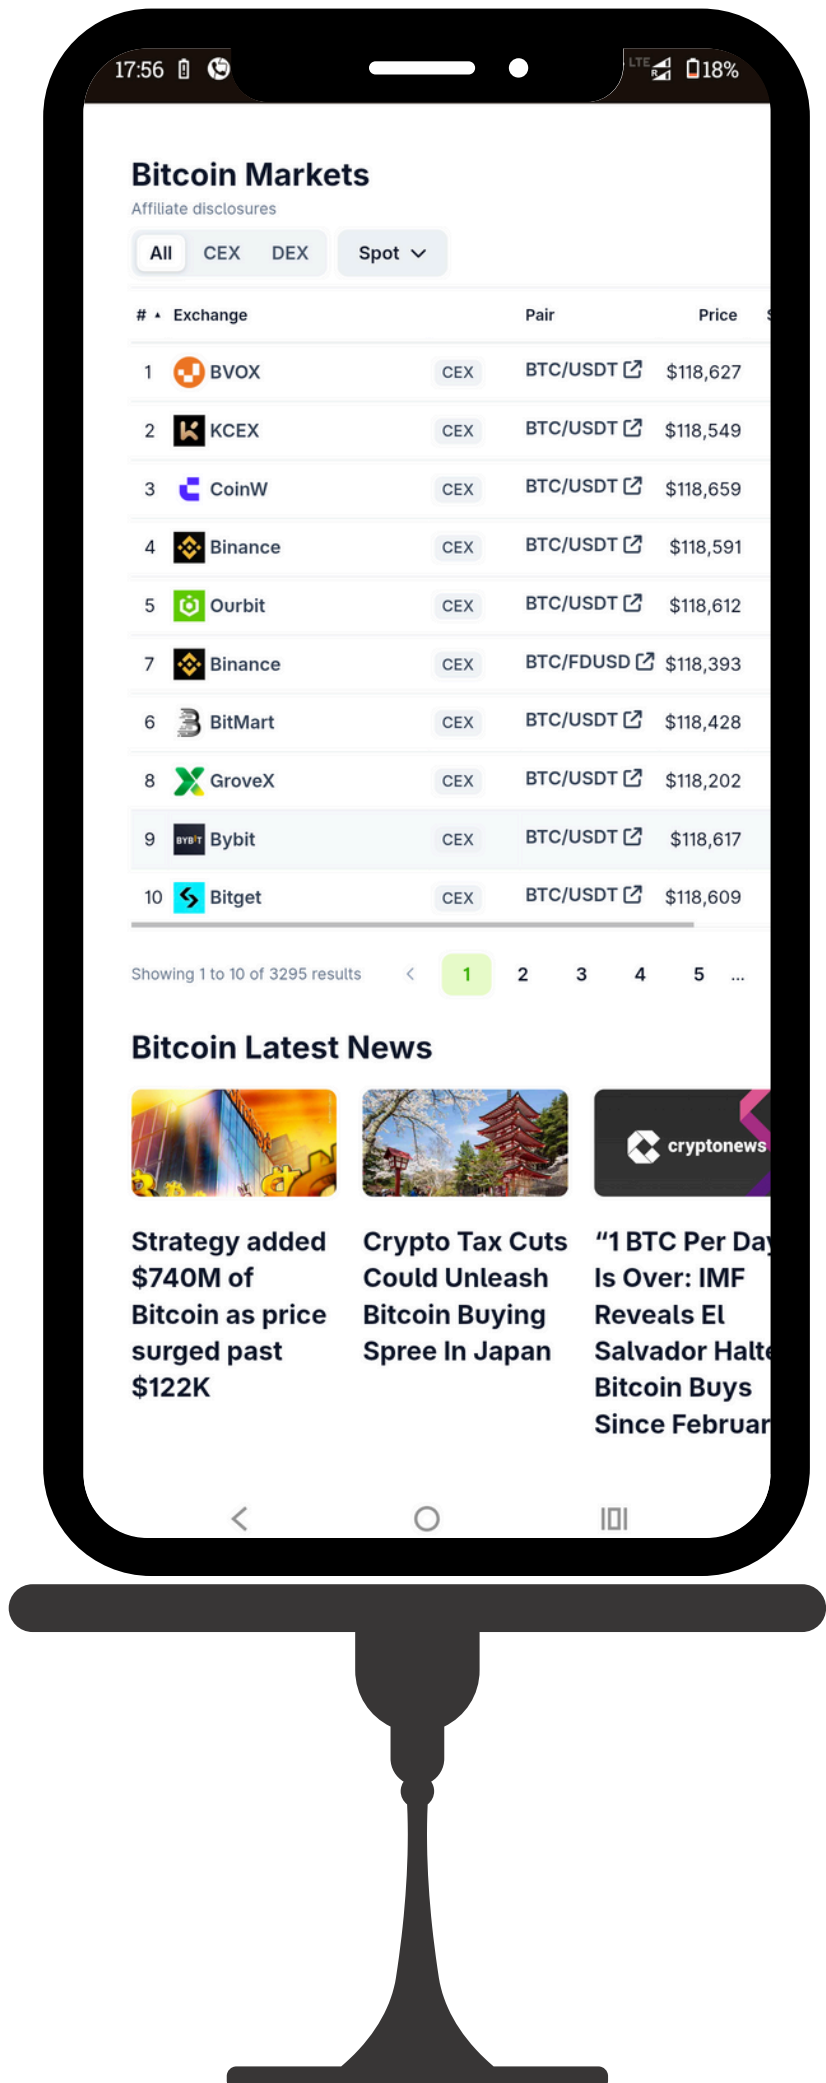 17:56 LTE R 18%
Bitcoin Markets
Affiliate disclosures
All CEX DEX Spot
# Exchange Pair Price
1 BVOX CEX BTC/USDT $118,627
2 KCEX CEX BTC/USDT $118,549
3 CoinW CEX BTC/USDT $118,659
4 Binance CEX BTC/USDT $118,591
5 Ourbit CEX BTC/USDT $118,612
7 Binance CEX BTC/FDUSD $118,393
6 BitMart CEX BTC/USDT $118,428
8 GroveX CEX BTC/USDT $118,202
9 BYBIT Bybit CEX BTC/USDT $118,617
10 Bitget CEX BTC/USDT $118,609
Showing 1 to 10 of 3295 results < 1 2 3 4 5 ...
Bitcoin Latest News
cryptonews
Strategy added
$740M of
Bitcoin as price
surged past
$122K
Crypto Tax Cuts
Could Unleash
Bitcoin Buying
Spree In Japan
“1 BTC Per Day
Is Over: IMF
Reveals El
Salvador Halte
Bitcoin Buys
Since Februar